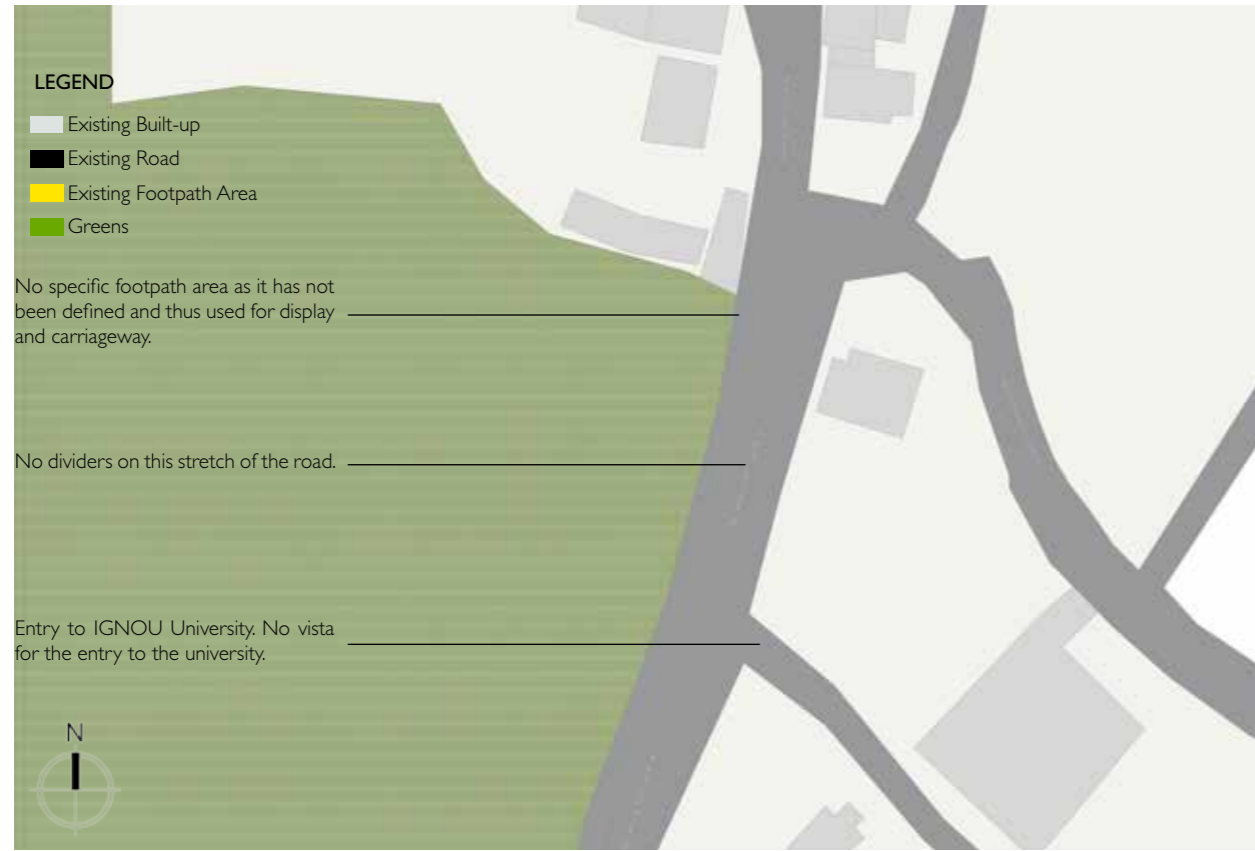 LEGEND
Existing Built-up
Existing Road
Existing Footpath Area
Greens
No specific footpath area as it has not
been defined and thus used for display
and carriageway.
No dividers on this stretch of the road.
Entry to IGNOU University. No vista
for the entry to the university.
N